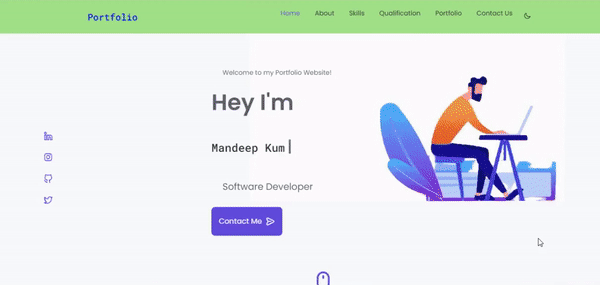 Portfolio
Home About Skills Qualification Portfolio Contact Us
Welcome to my Portfolio Website!
Hey I'm
Mandeep Kum
Software Developer
Contact Me